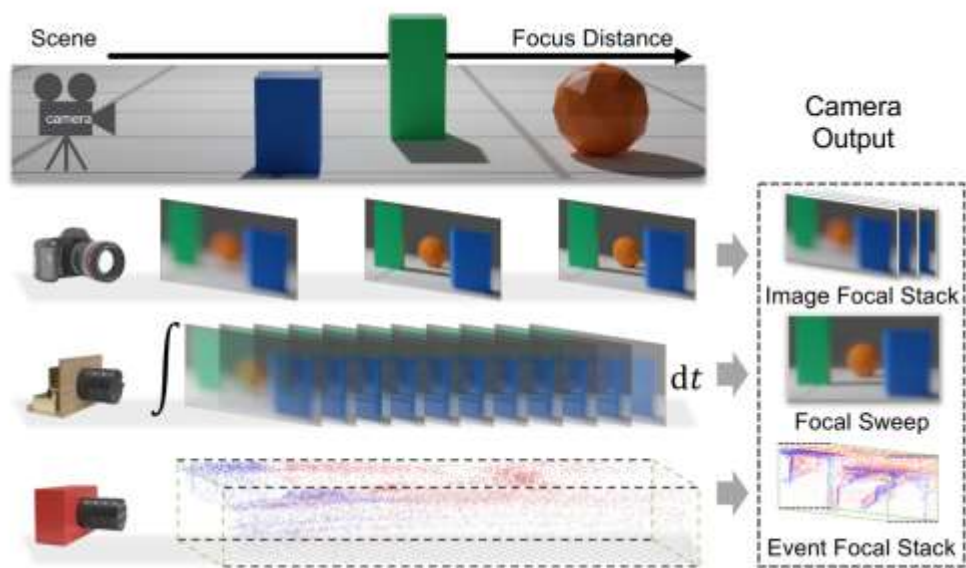 Scene
Focus Distance
camera
Camera
Output
Image Focal Stack
∫ dt
Focal Sweep
Event Focal Stack